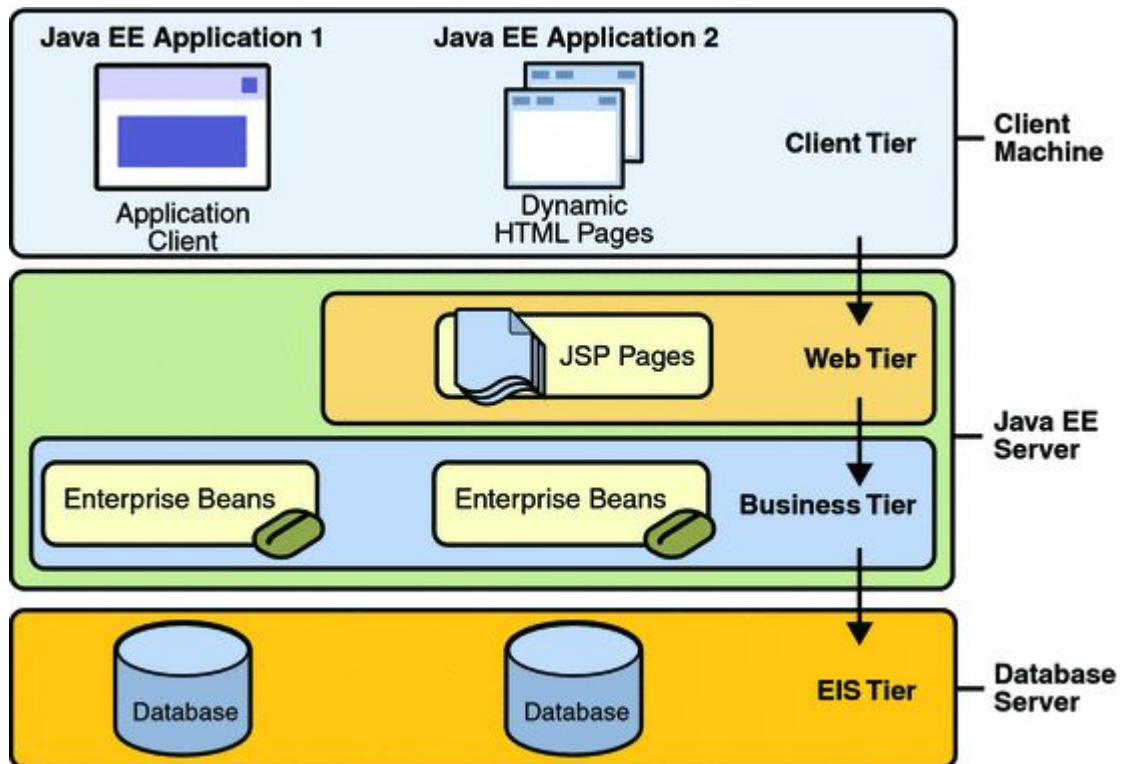 Java EE Application 1
Java EE Application 2
Application
Client
Dynamic
HTML Pages
Client Tier
Client
Machine
JSP Pages
Web Tier
Java EE
Server
Enterprise Beans
Enterprise Beans
Business Tier
Database
Database
EIS Tier
Database
Server